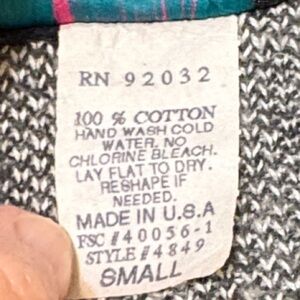 RN 92032
100 % COTTON
HAND WASH COLD
WATER. NO
CHLORINE BLEACH.
LAY FLAT TO DRY.
RESHAPE IF
NEEDED.
MADE IN U.S.A
FSC #40056-1
STYLE #4849
SMALL